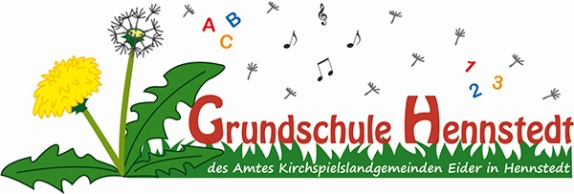 A B
C
1
2 3
Grundschule Hennstedt
des Amtes Kirchspielslandgemeinden Eider in Hennstedt